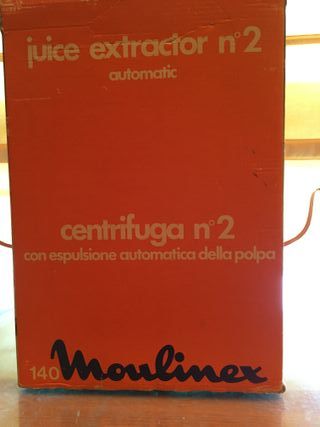 juice extractor n°2
automatic
centrifuga n°2
con espulsione automatica della polpa
140 Moulinex